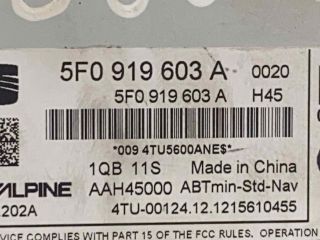 5F0 919 603 A 0020
5F0 919 603 A H45
*009 4TU5600ANE$*
1QB 11S Made in China
ALPINE AAH45000 ABTmin-Std-Nav
202A 4TU-00124.12.1215610455
VICE COMPLIES WITH PART 15 OF THE FCC RULES. OPERATION